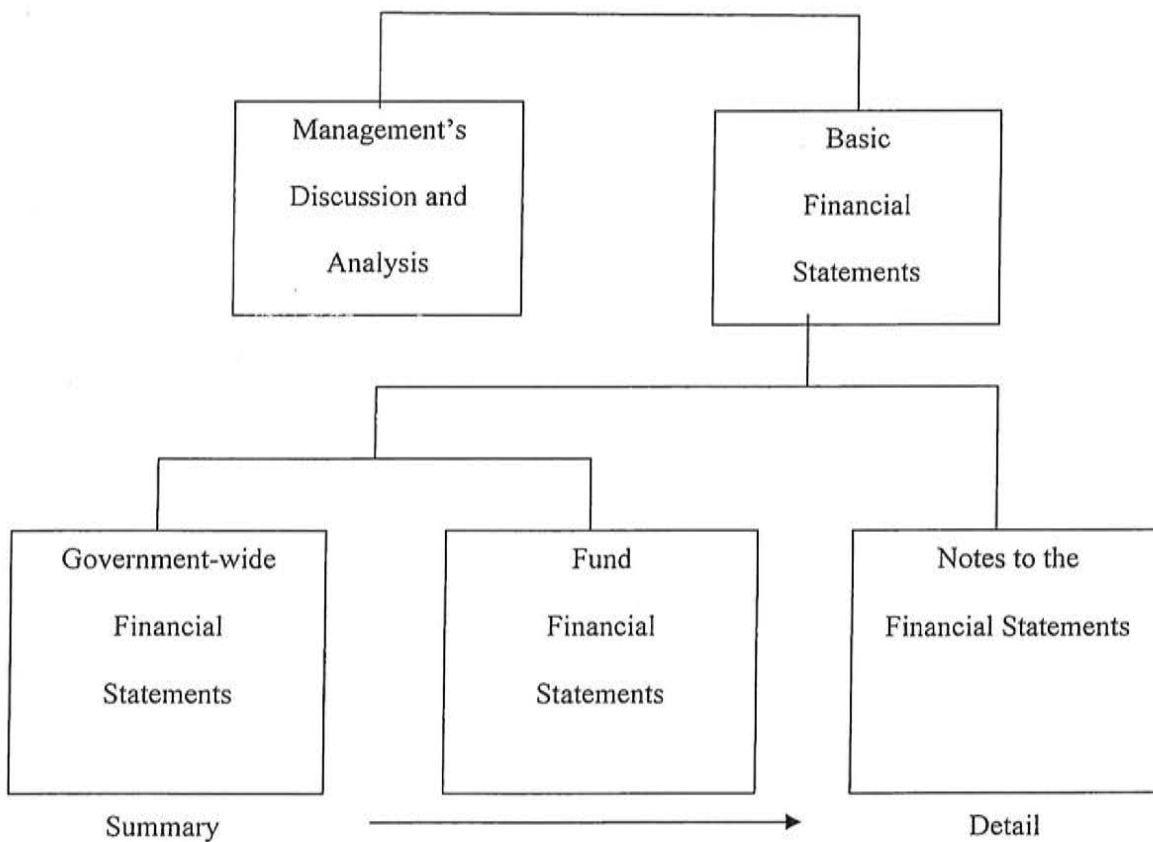 Management's
Discussion and
Analysis
Basic
Financial
Statements
Government-wide
Financial
Statements
Fund
Financial
Statements
Notes to the
Financial Statements
Summary
Detail